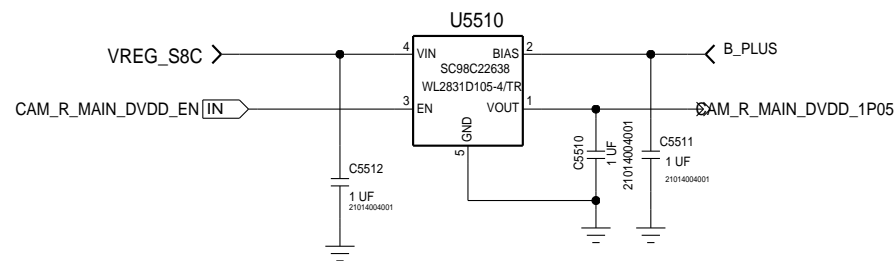 U5510
VREG_S8C
4
VIN
BIAS
2
B_PLUS
SC98C22638
WL2831D105-4/TR
CAM_R_MAIN_DVDD_EN
IN
3
EN
VOUT
1
CAM_R_MAIN_DVDD_1P05
GND
5
C5510
1 UF
21014004001
C5511
1 UF
21014004001
C5512
1 UF
21014004001